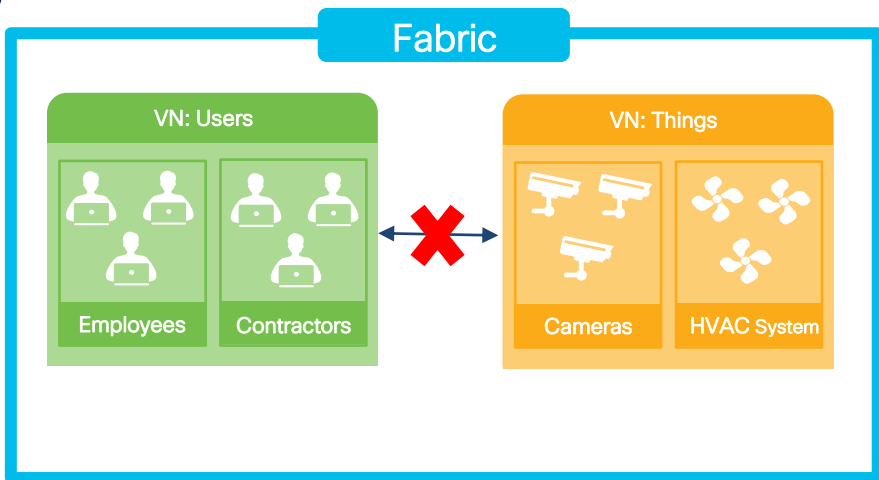 Fabric
VN: Users
VN: Things
Employees
Contractors
Cameras
HVAC System